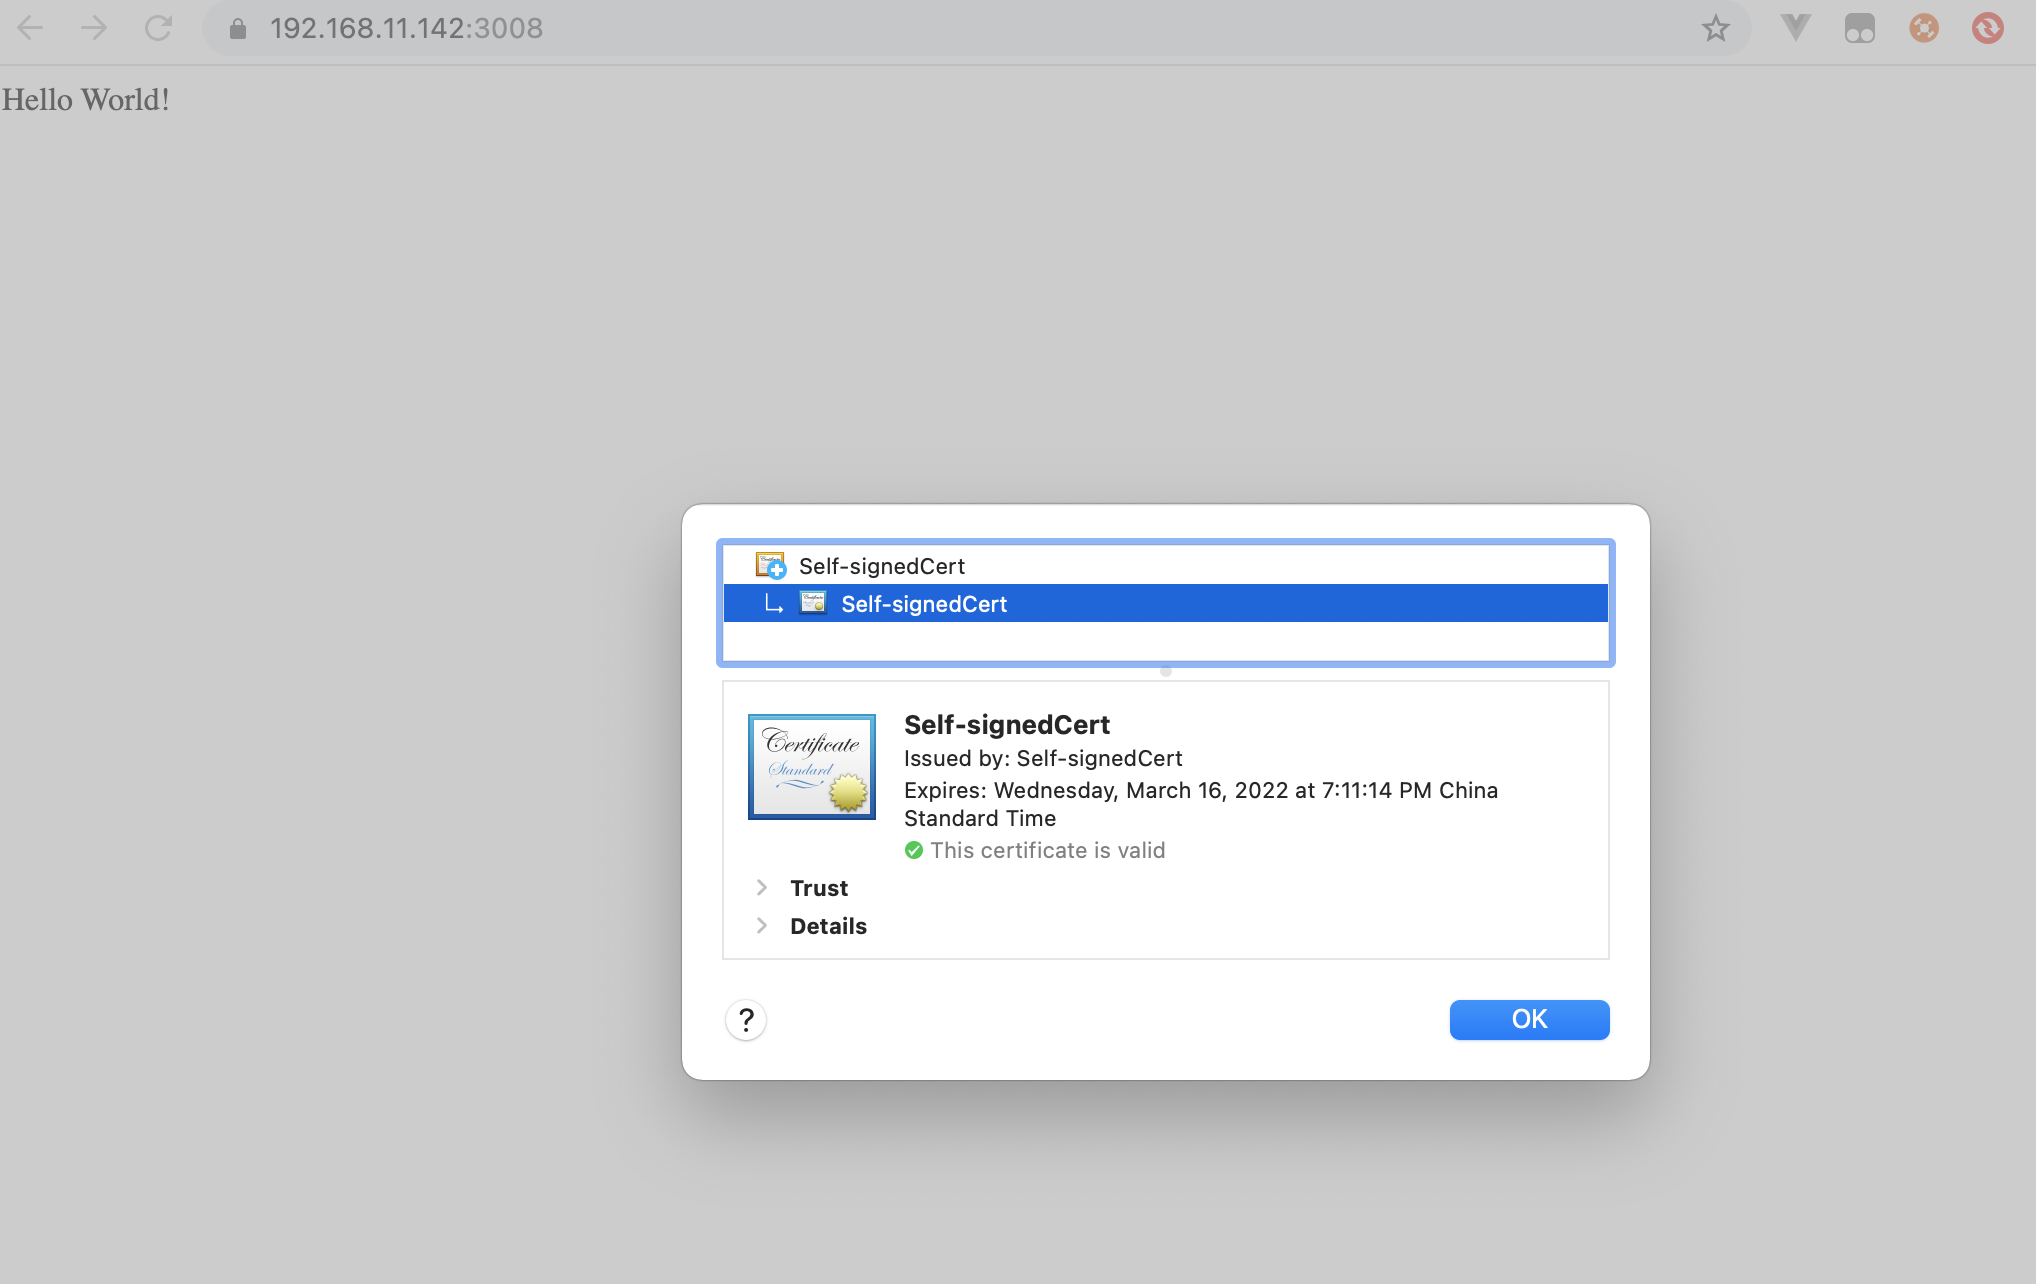 192.168.11.142:3008
Hello World!
Self-signedCert
Self-signedCert
Certificate
Standard
Self-signedCert
Issued by: Self-signedCert
Expires: Wednesday, March 16, 2022 at 7:11:14 PM China
Standard Time
This certificate is valid
Trust
Details
?
OK